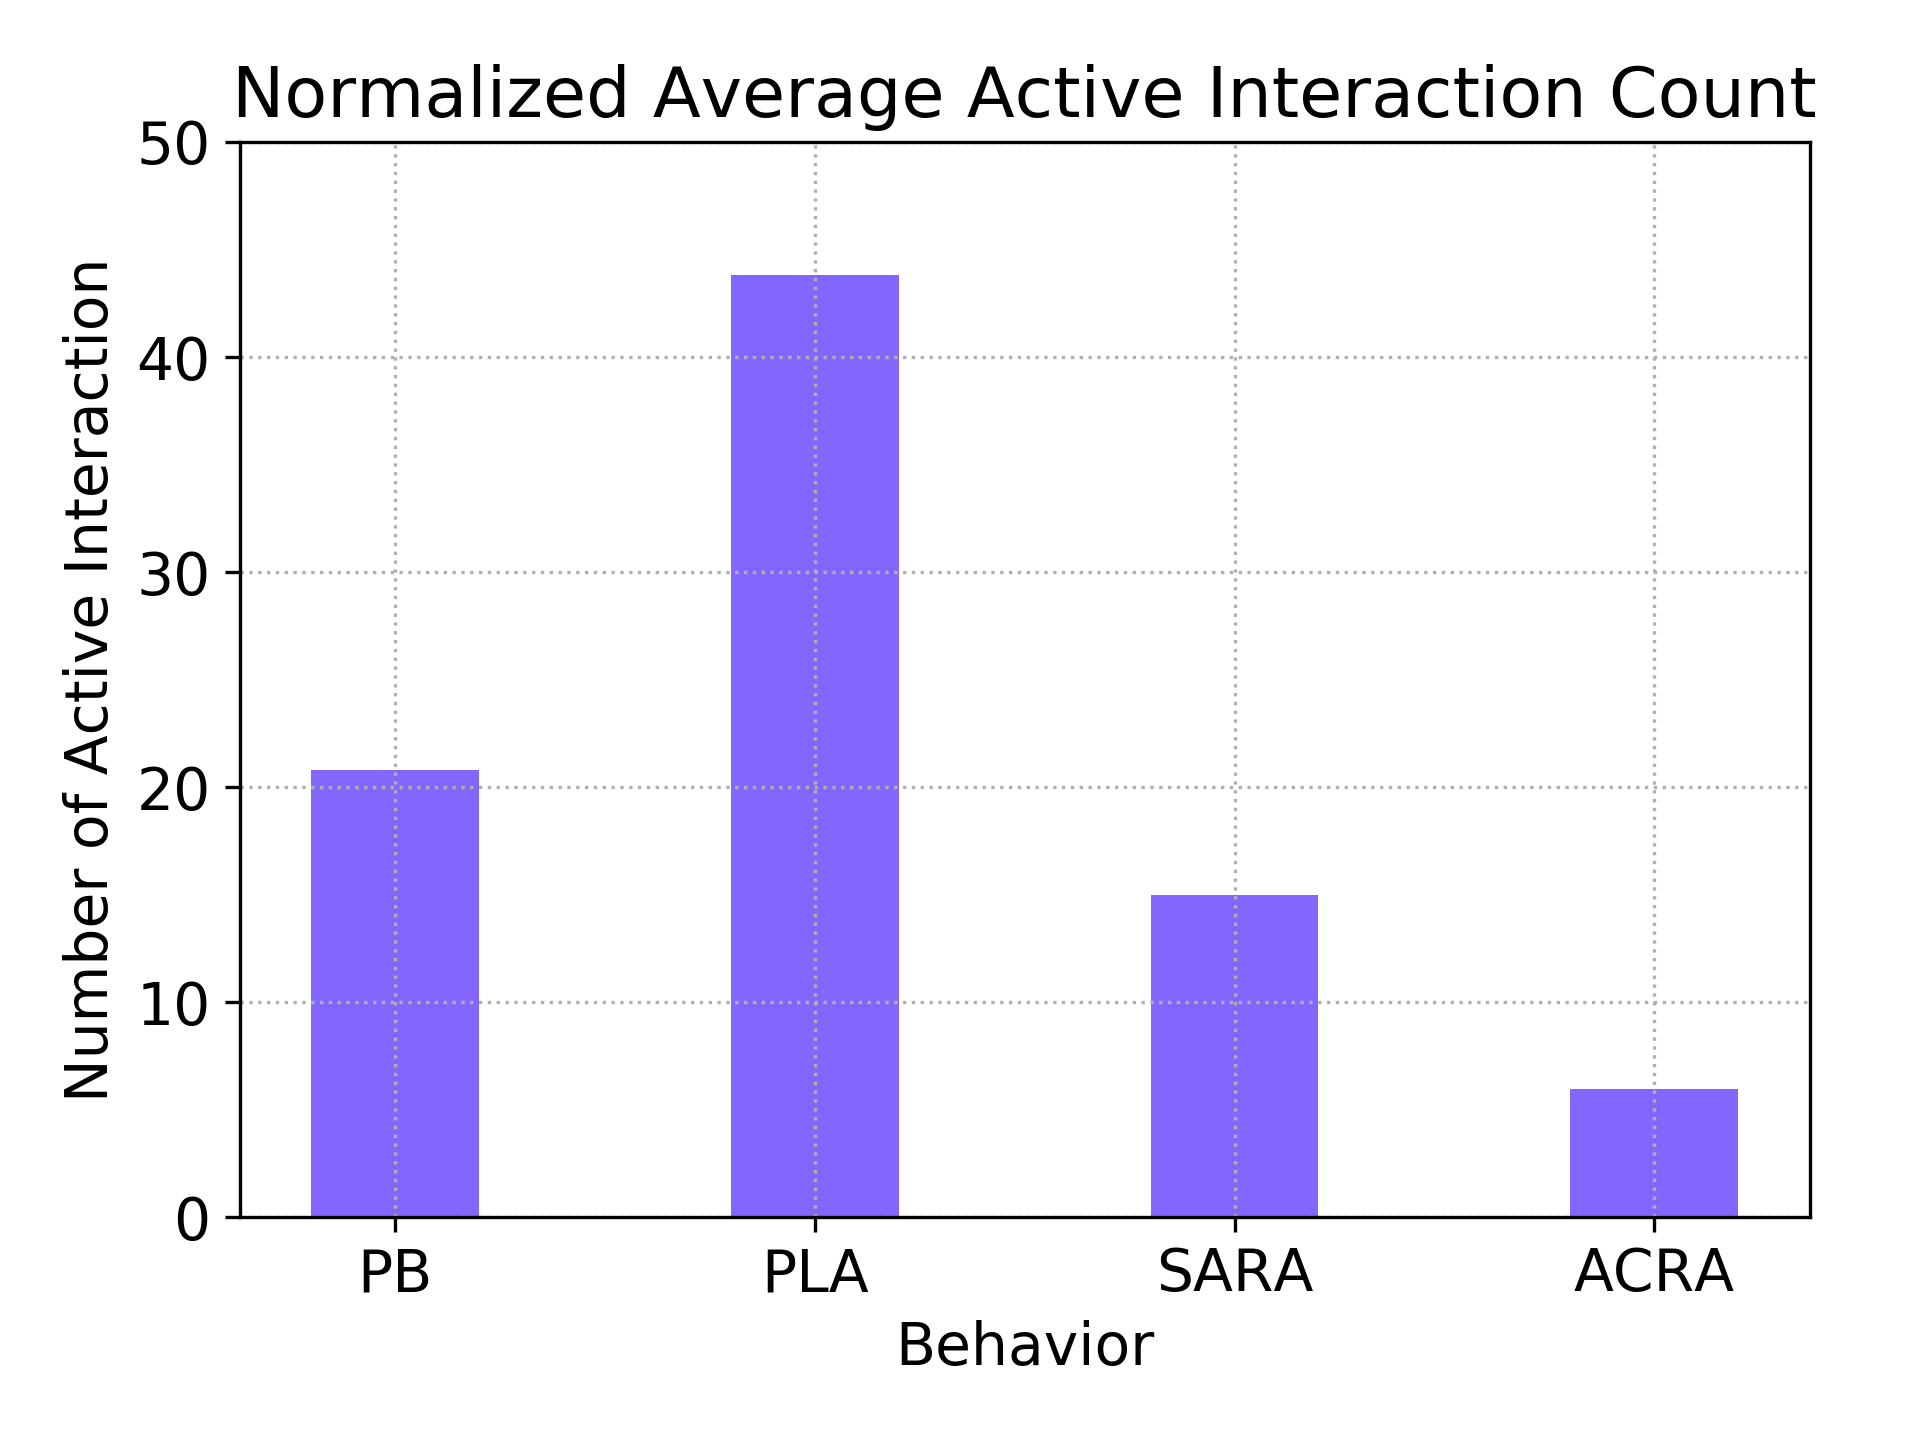 Normalized Average Active Interaction Count
50
40
30
20
10
0
Number of Active Interaction
PB PLA SARA ACRA
Behavior